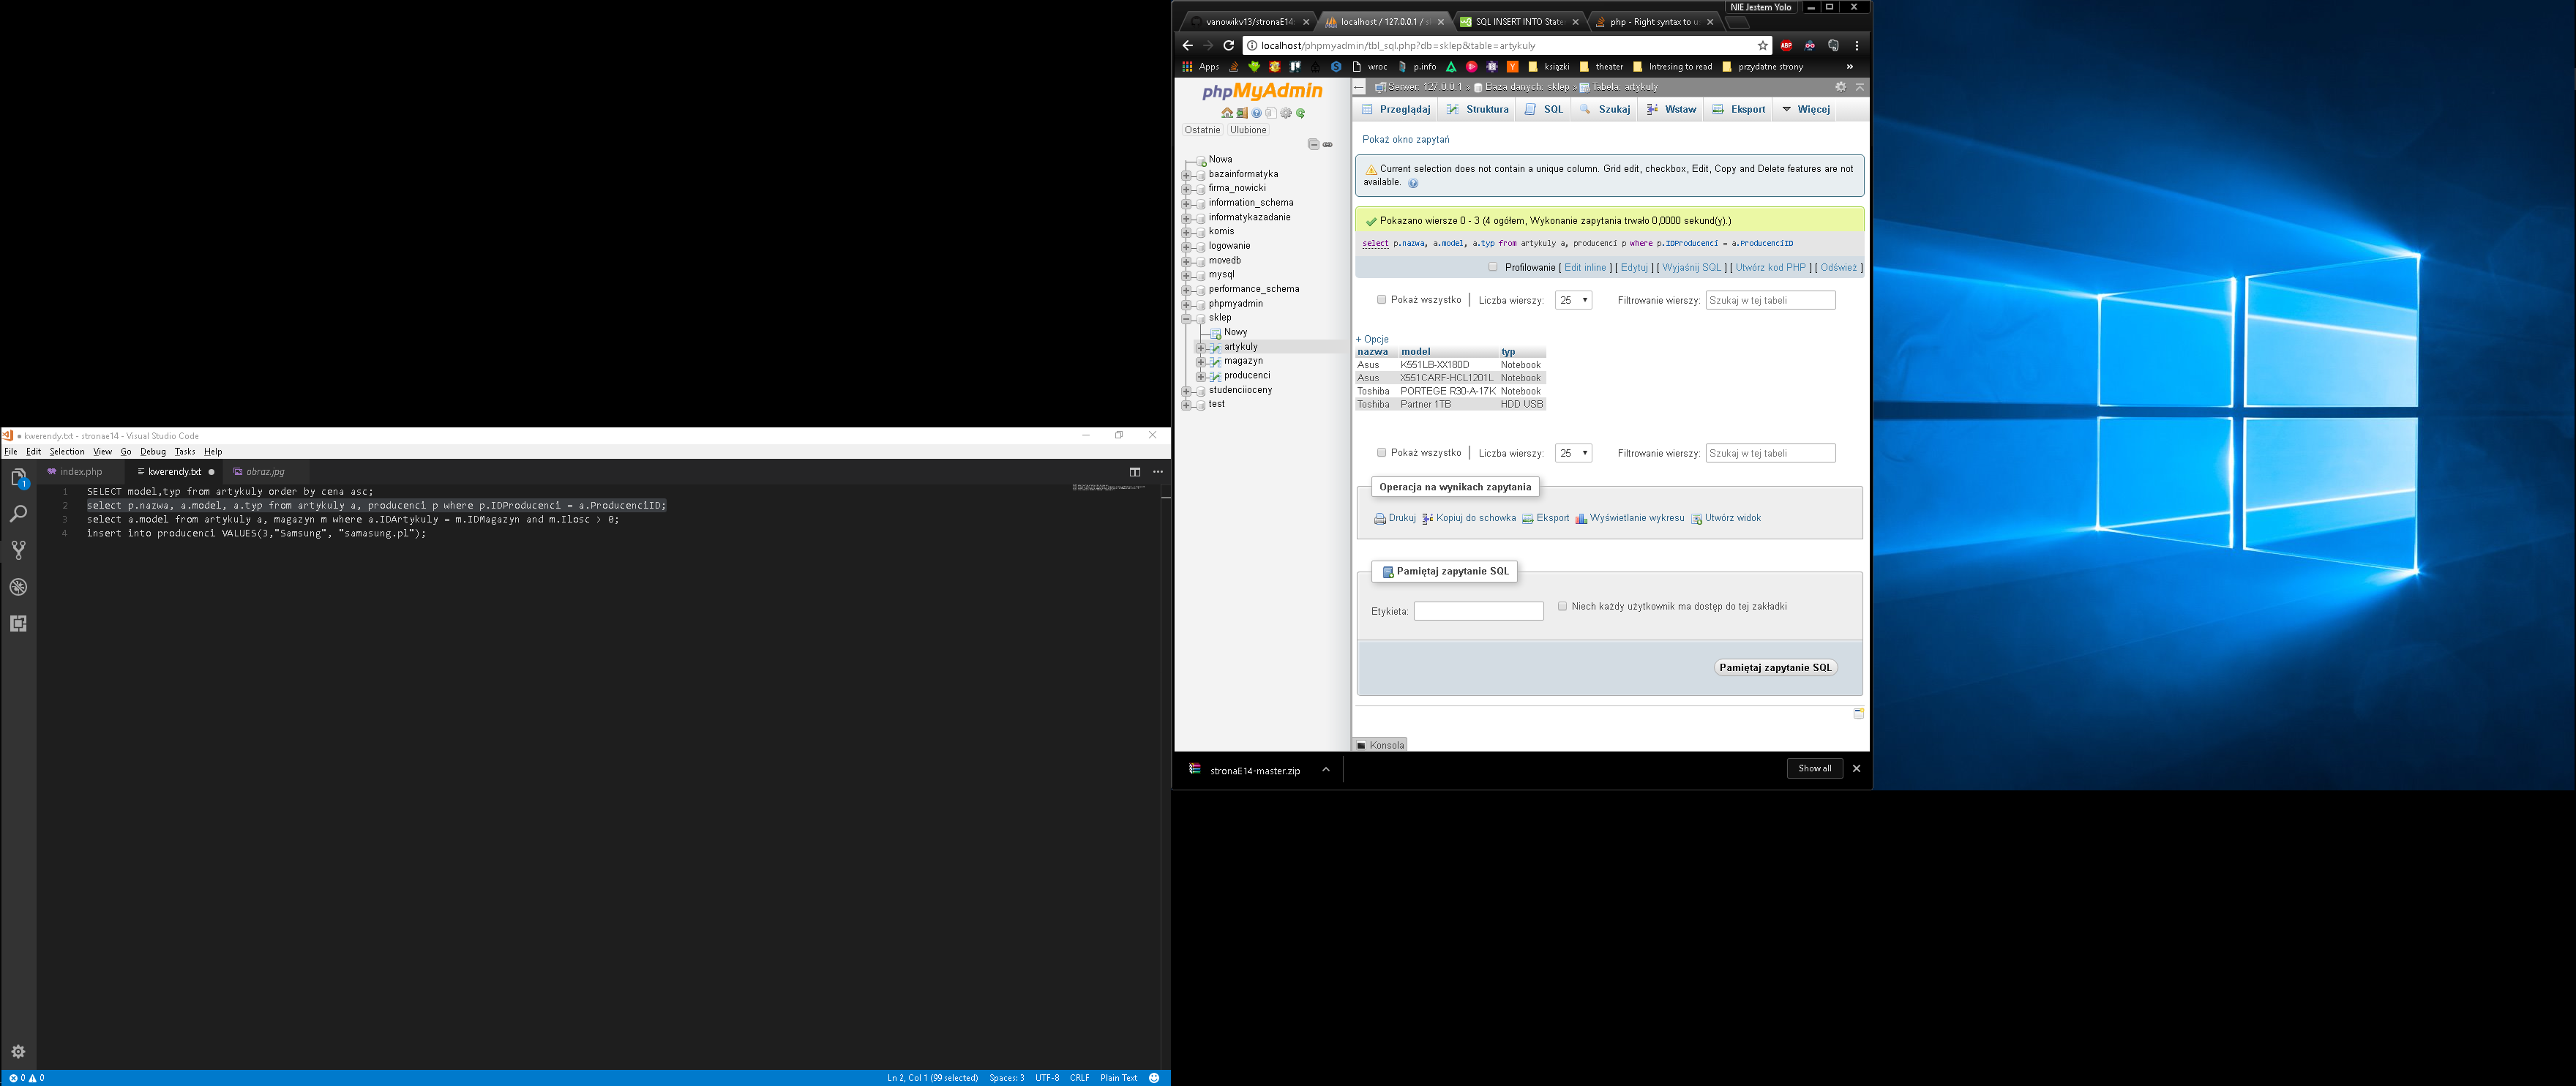 kwerendy.txt - stronae14 - Visual Studio Code
File Edit Selection View Go Debug Tasks Help
index.php kwerendy.txt obraz.jpg
1 SELECT model,typ from artykuly order by cena asc;
2 select p.nazwa, a.model, a.typ from artykuly a, producenci p where p.IDProducenci = a.ProducenciID;
3 select a.model from artykuly a, magazyn m where a.IDArtykuly = m.IDMagazyn and m.Ilosc > 0;
4 insert into producenci VALUES(3,"Samsung", "samasung.pl");
1
0 0 Ln 2, Col 1 (99 selected) Spaces: 3 UTF-8 CRLF Plain Text
NIE Jestem Yolo
vanowikv13/stronaE14: localhost / 127.0.0.1 / s SQL INSERT INTO State php - Right syntax to u
localhost/phpmyadmin/tbl_sql.php?db=sklep&table=artykuly
ABP
Apps wroc p.info książki theater Intresing to read przydatne strony »
phpMyAdmin
Ostatnie Ulubione
Nowa
bazainformatyka
firma_nowicki
information_schema
informatykazadanie
komis
logowanie
movedb
mysql
performance_schema
phpmyadmin
sklep
Nowy
artykuly
magazyn
producenci
studenciioceny
test
Serwer: 127.0.0.1 » Baza danych: sklep » Tabela: artykuly
Przeglądaj Struktura SQL Szukaj Wstaw Eksport Więcej
Pokaż okno zapytań
Current selection does not contain a unique column. Grid edit, checkbox, Edit, Copy and Delete features are not
available.
Pokazano wiersze 0 - 3 (4 ogółem, Wykonanie zapytania trwało 0,0000 sekund(y).)
select p.nazwa, a.model, a.typ from artykuly a, producenci p where p.IDProducenci = a.ProducenciID
Profilowanie [ Edit inline ] [ Edytuj ] [ Wyjaśnij SQL ] [ Utwórz kod PHP ] [ Odśwież ]
Pokaż wszystko | Liczba wierszy: 25 Filtrowanie wierszy: Szukaj w tej tabeli
+ Opcje
nazwa model typ
Asus K551LB-XX180D Notebook
Asus X551CARF-HCL1201L Notebook
Toshiba PORTEGE R30-A-17K Notebook
Toshiba Partner 1TB HDD USB
Pokaż wszystko | Liczba wierszy: 25 Filtrowanie wierszy: Szukaj w tej tabeli
Operacja na wynikach zapytania
Drukuj Kopiuj do schowka Eksport Wyświetlanie wykresu Utwórz widok
Pamiętaj zapytanie SQL
Etykieta: Niech każdy użytkownik ma dostęp do tej zakładki
Pamiętaj zapytanie SQL
Konsola
stronaE14-master.zip Show all